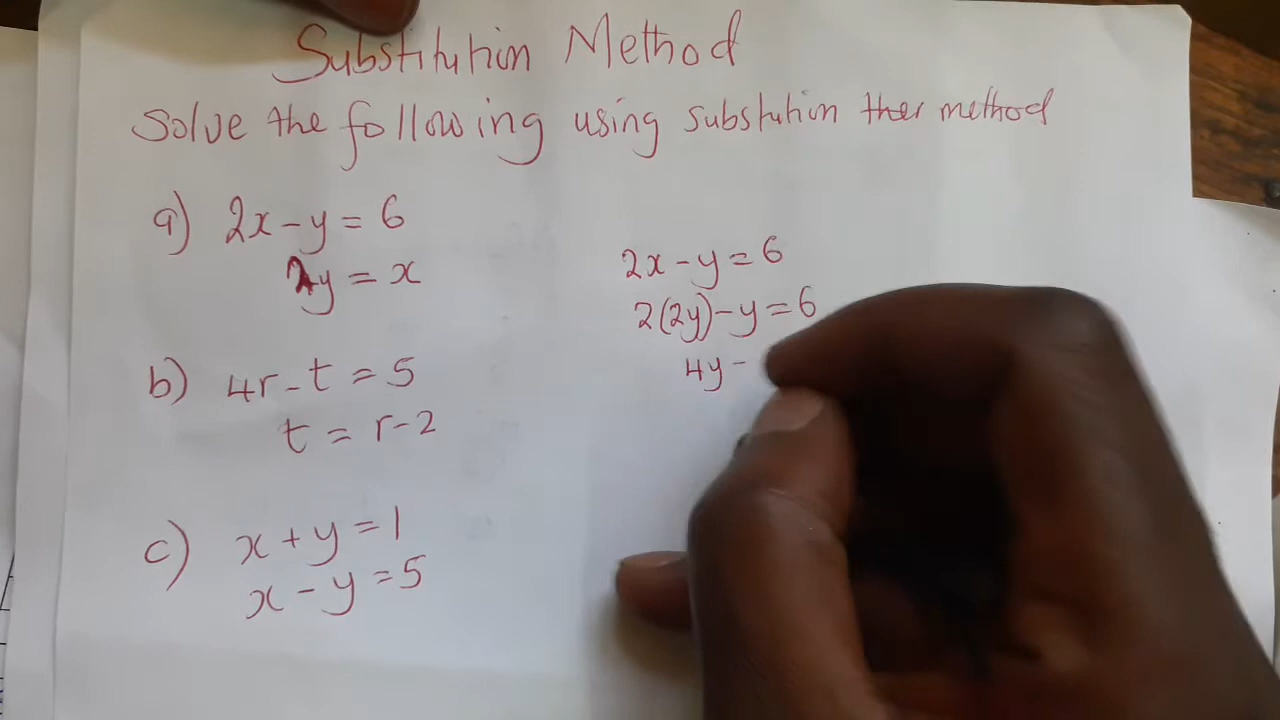 Substitution Method
Solve the following using substution ther method
a) 2x - y = 6
2y = x
b) 4r - t = 5
t = r - 2
c) x + y = 1
x - y = 5
2x - y = 6
2(2y) - y = 6
4y -